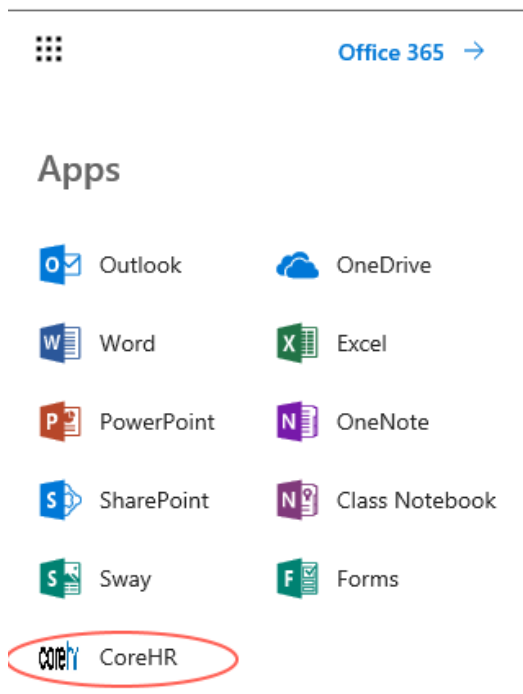 Office 365 →
Apps
Outlook OneDrive
Word Excel
PowerPoint OneNote
SharePoint Class Notebook
Sway Forms
corehr CoreHR